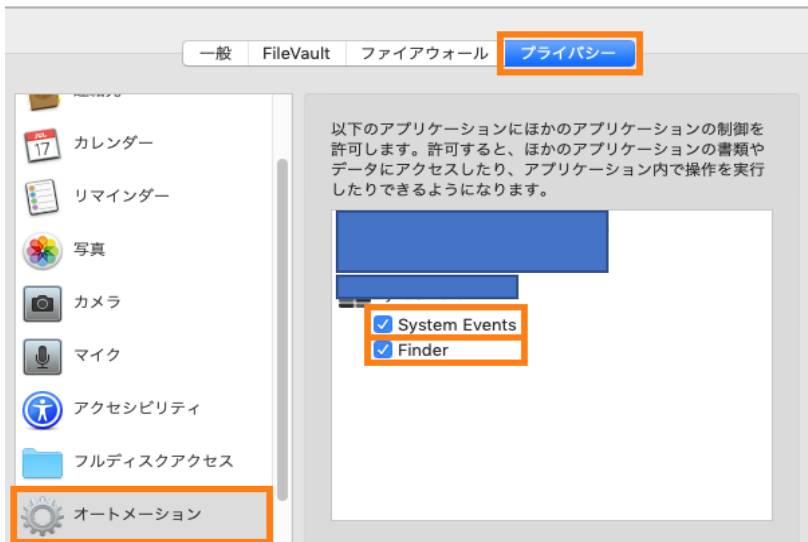 一般 FileVault ファイアウォール プライバシー
カレンダー
リマインダー
写真
カメラ
マイク
アクセシビリティ
フルディスクアクセス
オートメーション
以下のアプリケーションにほかのアプリケーションの制御を
許可します。許可すると、ほかのアプリケーションの書類や
データにアクセスしたり、アプリケーション内で操作を実行
したりできるようになります。
System Events
Finder
JUL
17